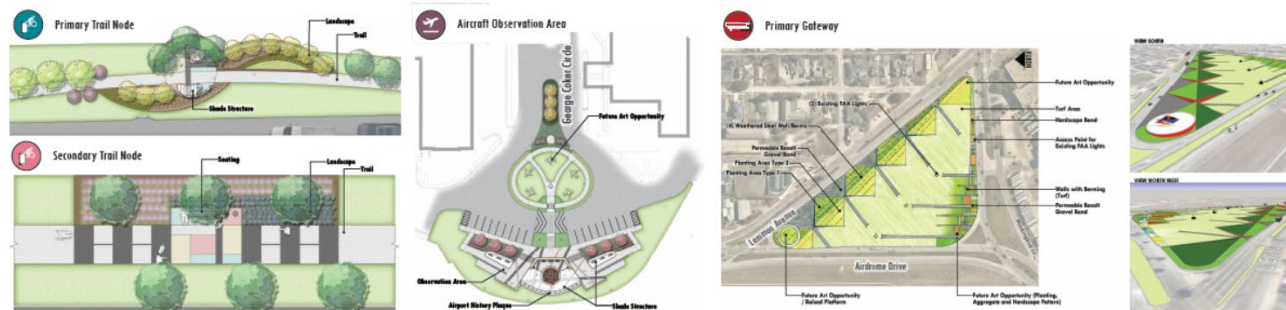 Primary Trail Node
Landscape
Trail
Shade Structure
Secondary Trail Node
Seating
Landscape
Trail
Aircraft Observation Area
George Coker Circle
Future Art Opportunity
Observation Area
Airport History Plaque
Shade Structure
Primary Gateway
NORTH
(2) Existing FAA Lights
(4) Weathered Steel Wall/Berms
Permeable Basalt
Gravel Band
Planting Area Type 2
Planting Area Type 1
Lemmon Avenue
Airdrome Drive
Future Art Opportunity
/ Raised Platform
Future Art Opportunity
Turf Area
Hardscape Band
Access Point for
Existing FAA Lights
Walls with Berming
(Turf)
Permeable Basalt
Gravel Band
Future Art Opportunity (Planting,
Aggregate and Hardscape Pattern)
VIEW SOUTH
VIEW NORTH WEST